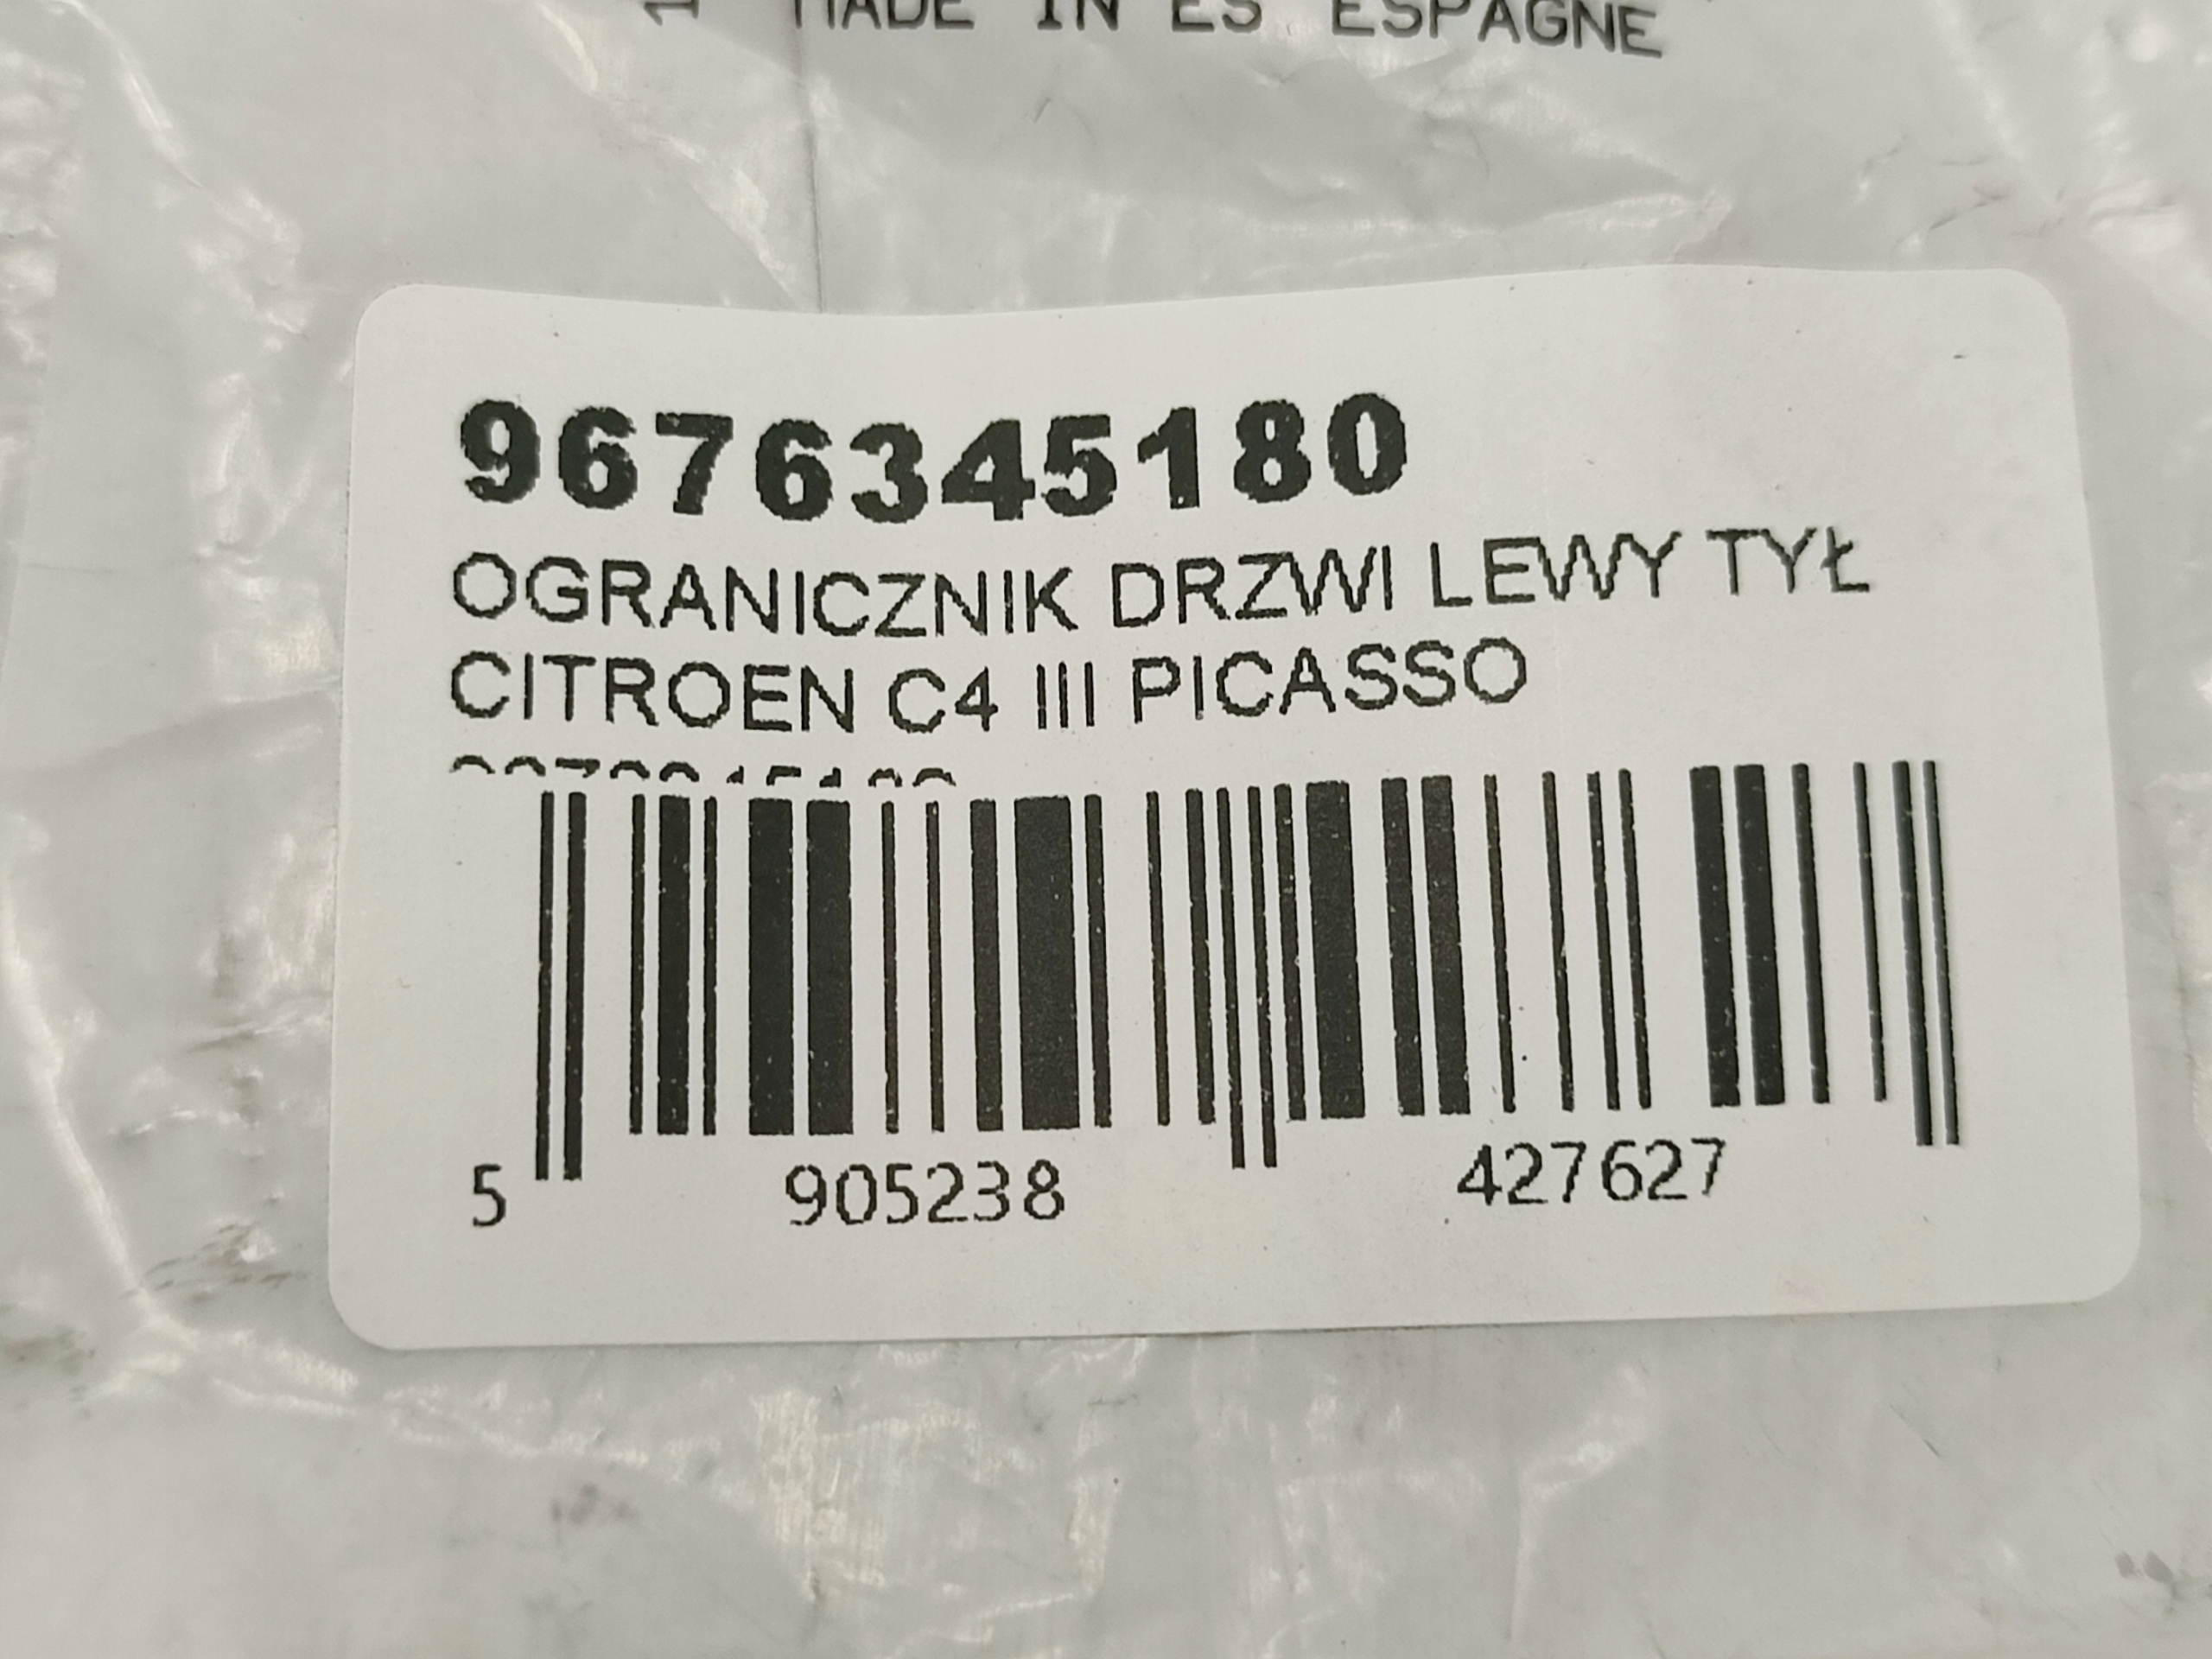 MADE IN ES ESPAGNE
9676345180
OGRANICZNIK DRZWI LEWY TYŁ
CITROEN C4 III PICASSO
5 905238 427627